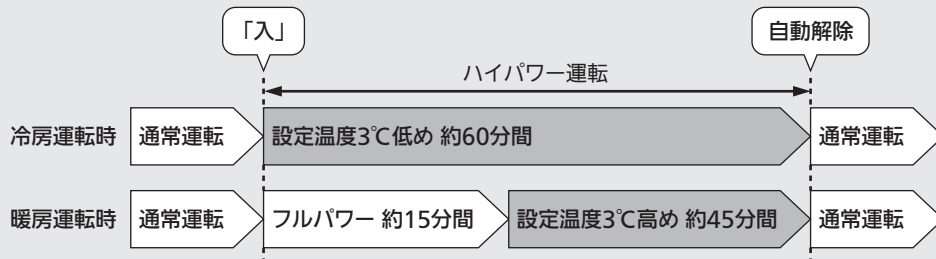 「入」
自動解除
ハイパワー運転
冷房運転時 通常運転 設定温度3℃低め 約60分間 通常運転
暖房運転時 通常運転 フルパワー 約15分間 設定温度3℃高め 約45分間 通常運転